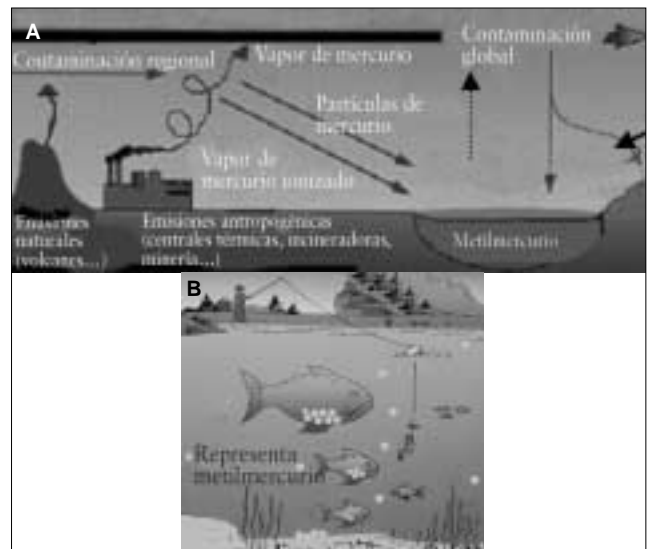 A
Contaminación regional
Vapor de mercurio
Contaminación
global
Partículas de
mercurio
Vapor de
mercurio ionizado
Emisiones
naturales
(volcanes...)
Emisiones antropogénicas
(centrales térmicas, incineradoras,
minería...)
Metilmercurio
B
Representa
metilmercurio